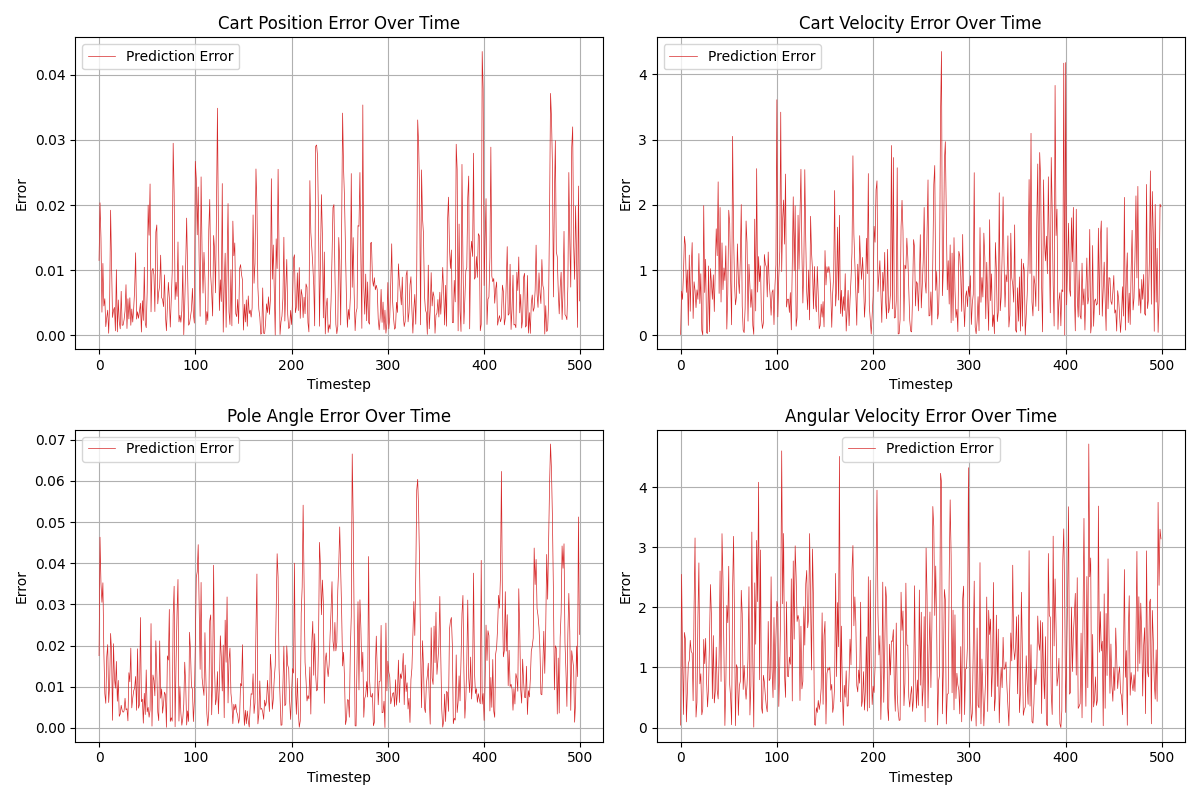 Cart Position Error Over Time
Prediction Error
Error
0.04
0.03
0.02
0.01
0.00
0 100 200 300 400 500
Timestep
Cart Velocity Error Over Time
Prediction Error
Error
4
3
2
1
0
0 100 200 300 400 500
Timestep
Pole Angle Error Over Time
Prediction Error
Error
0.07
0.06
0.05
0.04
0.03
0.02
0.01
0.00
0 100 200 300 400 500
Timestep
Angular Velocity Error Over Time
Prediction Error
Error
4
3
2
1
0
0 100 200 300 400 500
Timestep